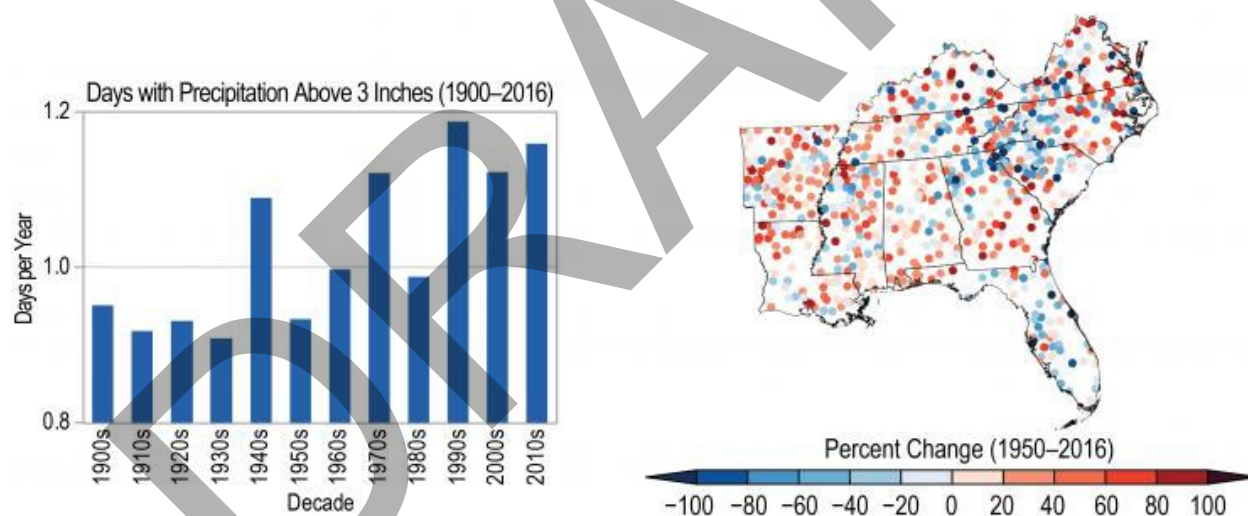 Days with Precipitation Above 3 Inches (1900–2016)
1.2
1.0
0.8
Days per Year
1900s
1910s
1920s
1930s
1940s
1950s
1960s
1970s
1980s
1990s
2000s
2010s
Decade
Percent Change (1950–2016)
−100 −80 −60 −40 −20 0 20 40 60 80 100
DRA